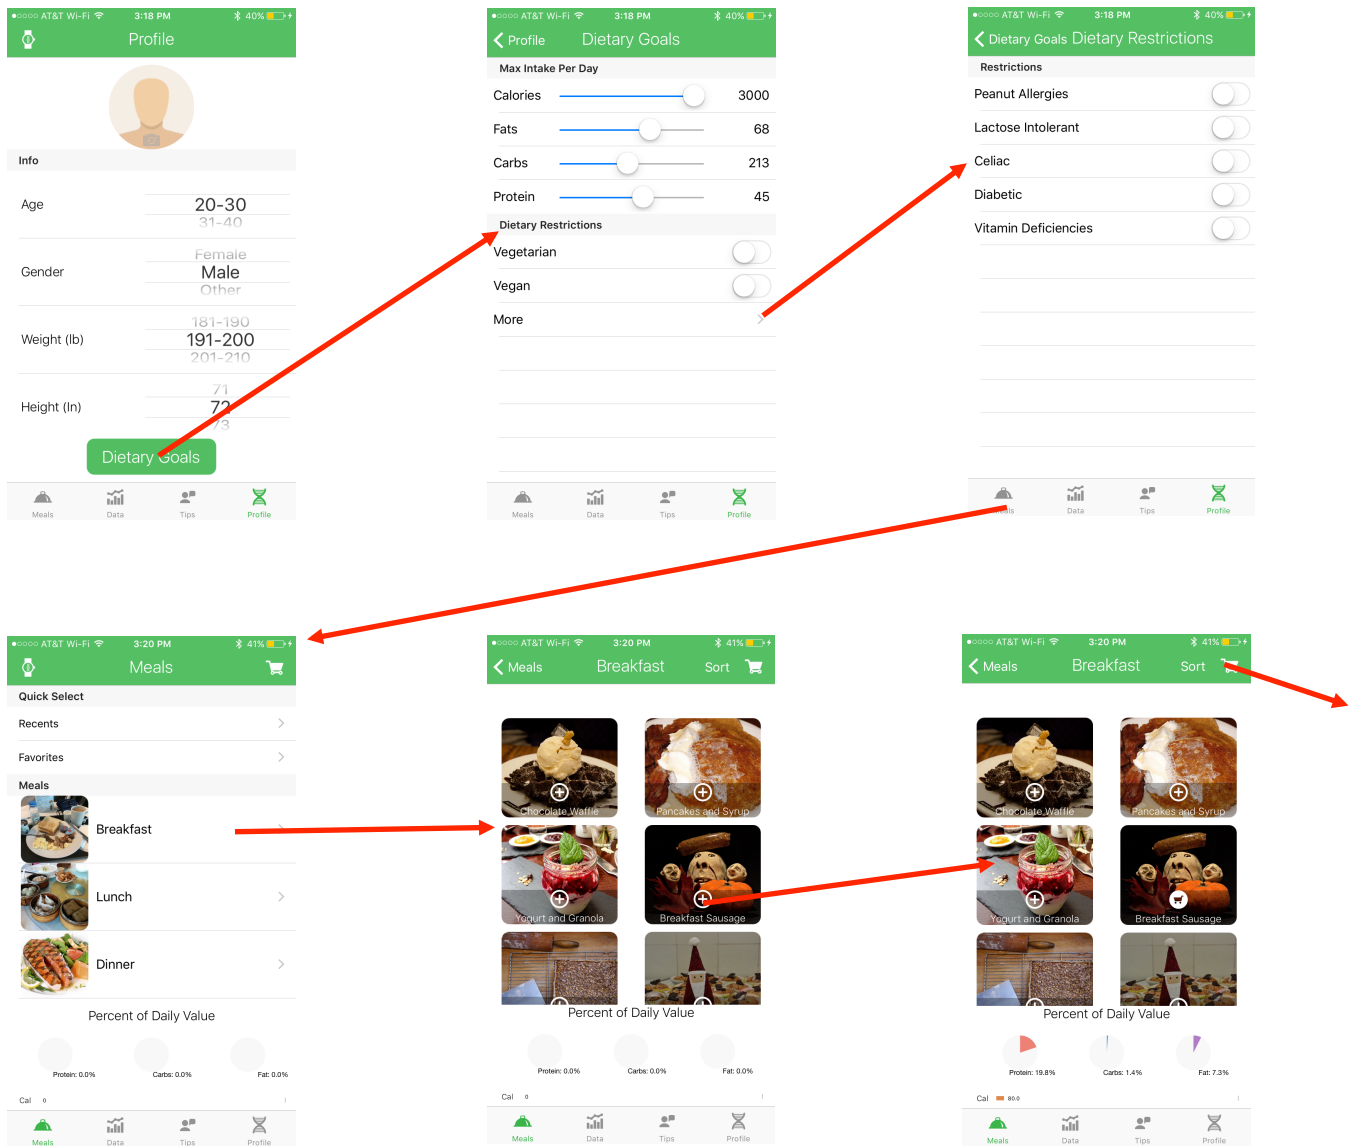 AT&T Wi-Fi 3:18 PM 40%
Profile
Info
Age
20-30
31-40
Gender
Female
Male
Other
Weight (lb)
181-190
191-200
201-210
Height (In)
71
72
73
Dietary Goals
Meals Data Tips Profile
AT&T Wi-Fi 3:18 PM 40%
Profile Dietary Goals
Max Intake Per Day
Calories 3000
Fats 68
Carbs 213
Protein 45
Dietary Restrictions
Vegetarian
Vegan
More
Meals Data Tips Profile
AT&T Wi-Fi 3:18 PM 40%
Dietary Goals Dietary Restrictions
Restrictions
Peanut Allergies
Lactose Intolerant
Celiac
Diabetic
Vitamin Deficiencies
Meals Data Tips Profile
AT&T Wi-Fi 3:20 PM 41%
Meals
Quick Select
Recents
Favorites
Meals
Breakfast
Lunch
Dinner
Percent of Daily Value
Protein: 0.0% Carbs: 0.0% Fat: 0.0%
Cal 0
Meals Data Tips Profile
AT&T Wi-Fi 3:20 PM 41%
Meals Breakfast Sort
Chocolate Waffle Pancakes and Syrup
Yogurt and Granola Breakfast Sausage
Percent of Daily Value
Protein: 0.0% Carbs: 0.0% Fat: 0.0%
Cal 0
Meals Data Tips Profile
AT&T Wi-Fi 3:20 PM 41%
Meals Breakfast Sort
Chocolate Waffle Pancakes and Syrup
Yogurt and Granola Breakfast Sausage
Percent of Daily Value
Protein: 19.8% Carbs: 1.4% Fat: 7.3%
Cal 80.0
Meals Data Tips Profile